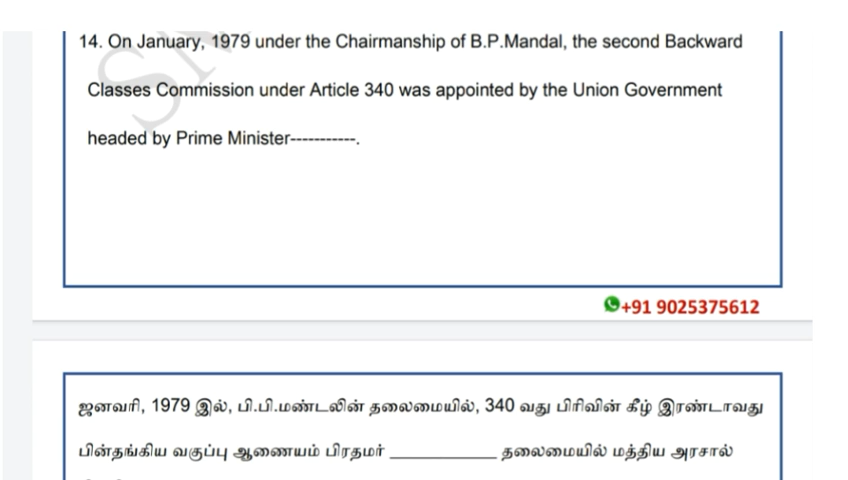 14. On January, 1979 under the Chairmanship of B.P.Mandal, the second Backward
Classes Commission under Article 340 was appointed by the Union Government
headed by Prime Minister-----------.
+91 9025375612
ஜனவரி, 1979 இல், பி.பி.மண்டலின் தலைமையில், 340 வது பிரிவின் கீழ் இரண்டாவது
பின்தங்கிய வகுப்பு ஆணையம் பிரதமர் ____________ தலைமையில் மத்திய அரசால்